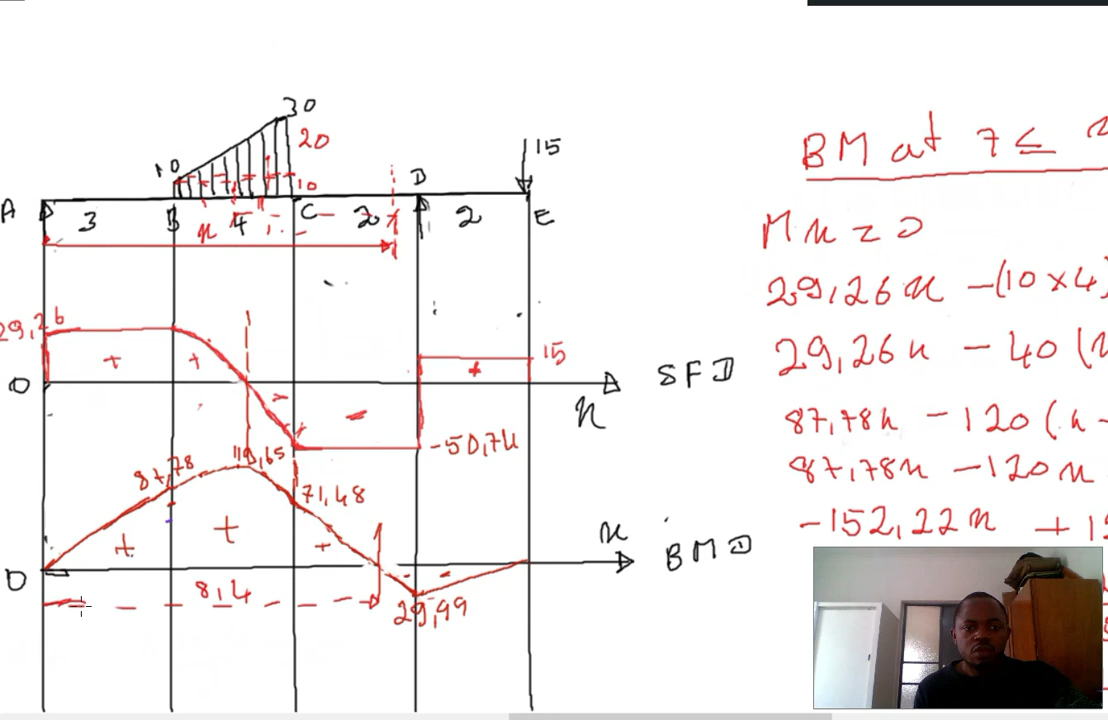 30
10
20
10
15
A
3
B
4
C
2
D
2
E
x
29,26
+
+
-
-
+
15
0
SFD
x
-50,74
87,78
119,65
71,48
+
+
+
-
x
BMD
0
8,4
29,99
BM at 7 ≤
Mx = 0
29,26x - (10 x 4)
29,26x - 40 (
87,78x - 120 (x -
87,78x - 120x
-152,22x + 1